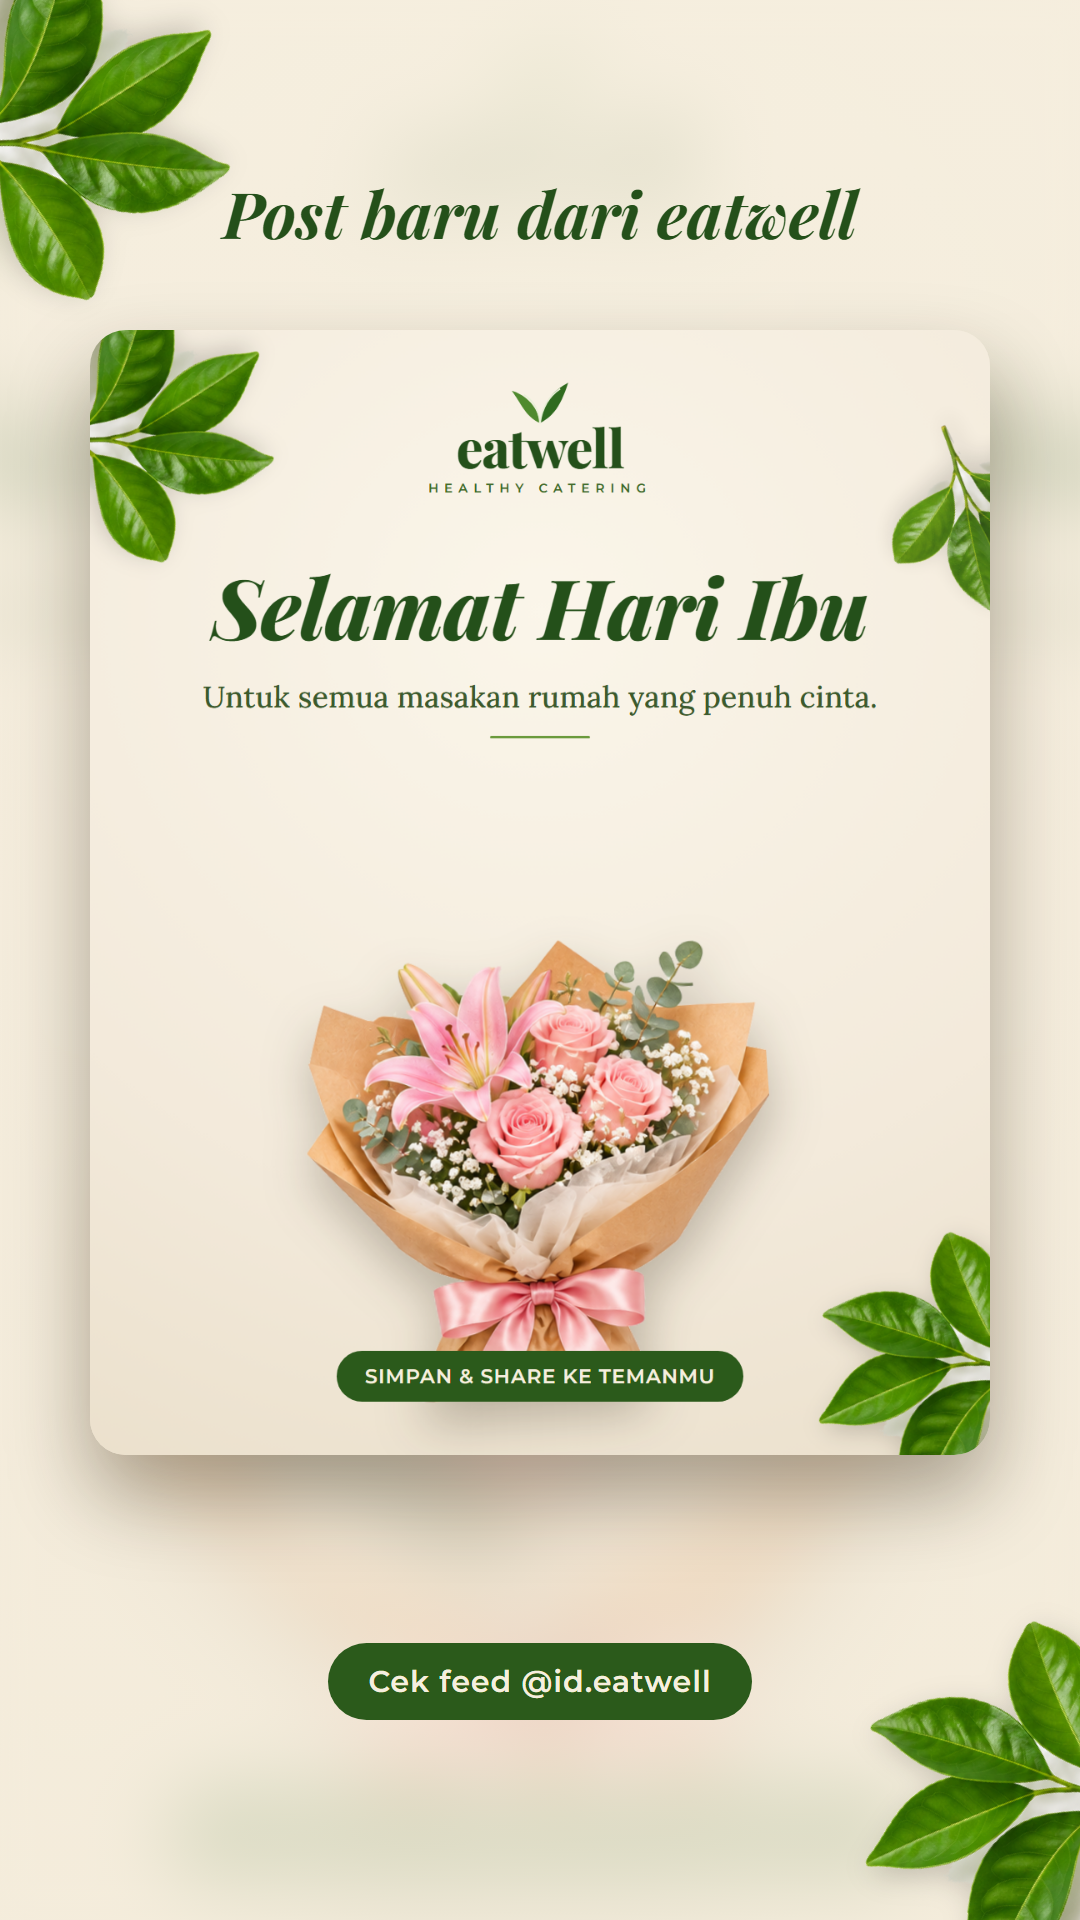 Post baru dari eatwell
eatwell
HEALTHY CATERING
Selamat Hari Ibu
Untuk semua masakan rumah yang penuh cinta.
SIMPAN & SHARE KE TEMANMU
Cek feed @id.eatwell